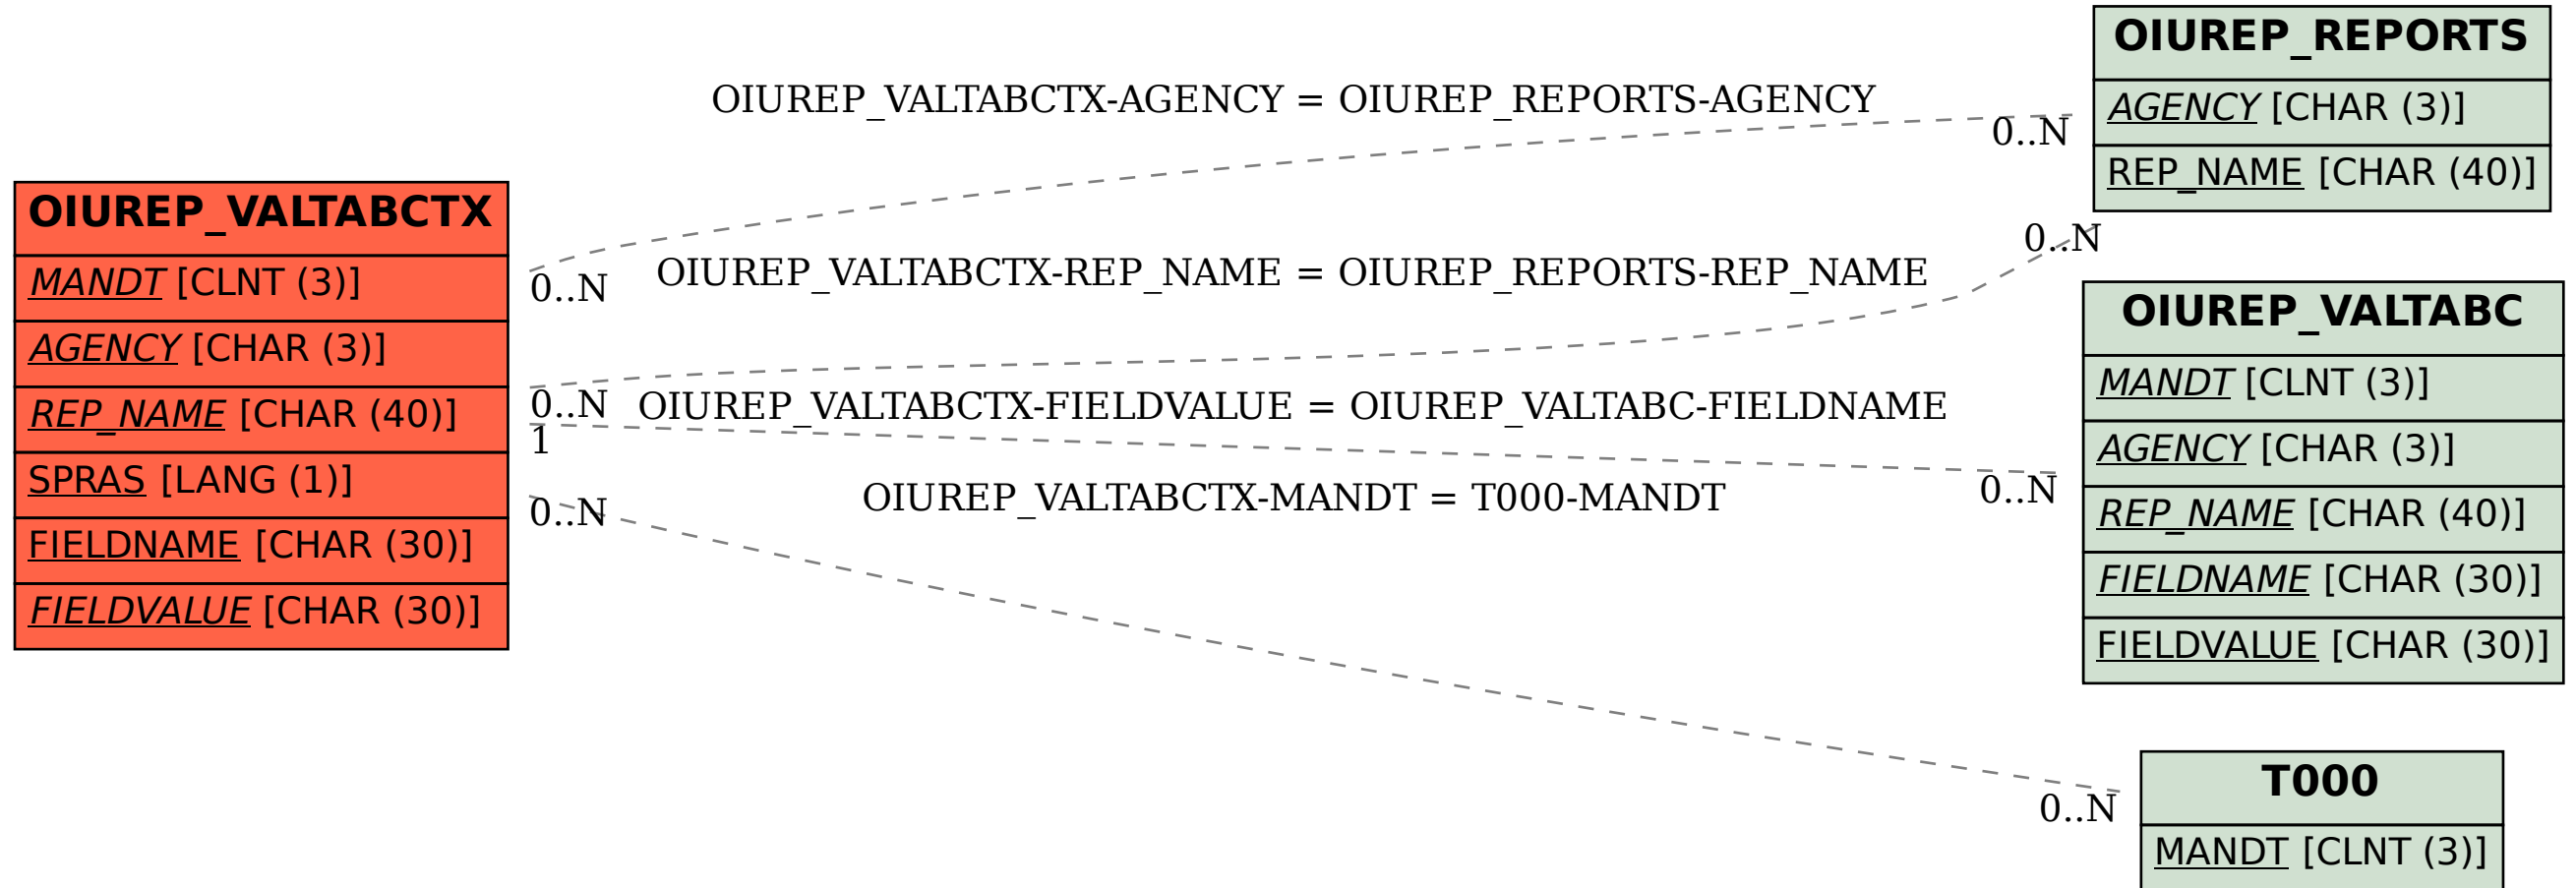 OIUREP_VALTABCTX
MANDT [CLNT (3)]
AGENCY [CHAR (3)]
REP_NAME [CHAR (40)]
SPRAS [LANG (1)]
FIELDNAME [CHAR (30)]
FIELDVALUE [CHAR (30)]
OIUREP_VALTABCTX-AGENCY = OIUREP_REPORTS-AGENCY
0..N
0..N
OIUREP_VALTABCTX-REP_NAME = OIUREP_REPORTS-REP_NAME
0..N
0..N
OIUREP_VALTABCTX-FIELDVALUE = OIUREP_VALTABC-FIELDNAME
1
0..N
OIUREP_VALTABCTX-MANDT = T000-MANDT
0..N
0..N
OIUREP_REPORTS
AGENCY [CHAR (3)]
REP_NAME [CHAR (40)]
OIUREP_VALTABC
MANDT [CLNT (3)]
AGENCY [CHAR (3)]
REP_NAME [CHAR (40)]
FIELDNAME [CHAR (30)]
FIELDVALUE [CHAR (30)]
T000
MANDT [CLNT (3)]